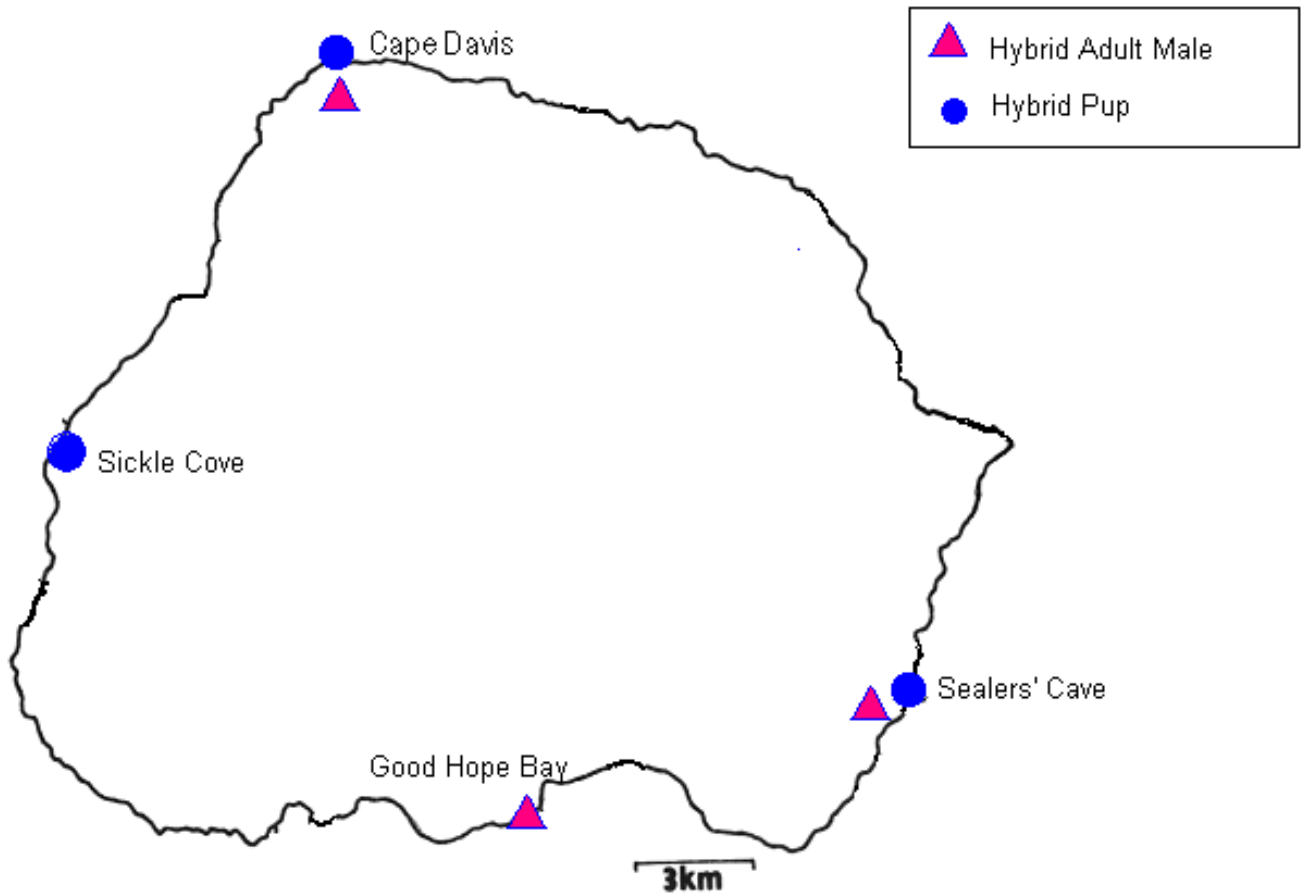 Cape Davis
Hybrid Adult Male
Hybrid Pup
Sickle Cove
Sealers' Cave
Good Hope Bay
3km